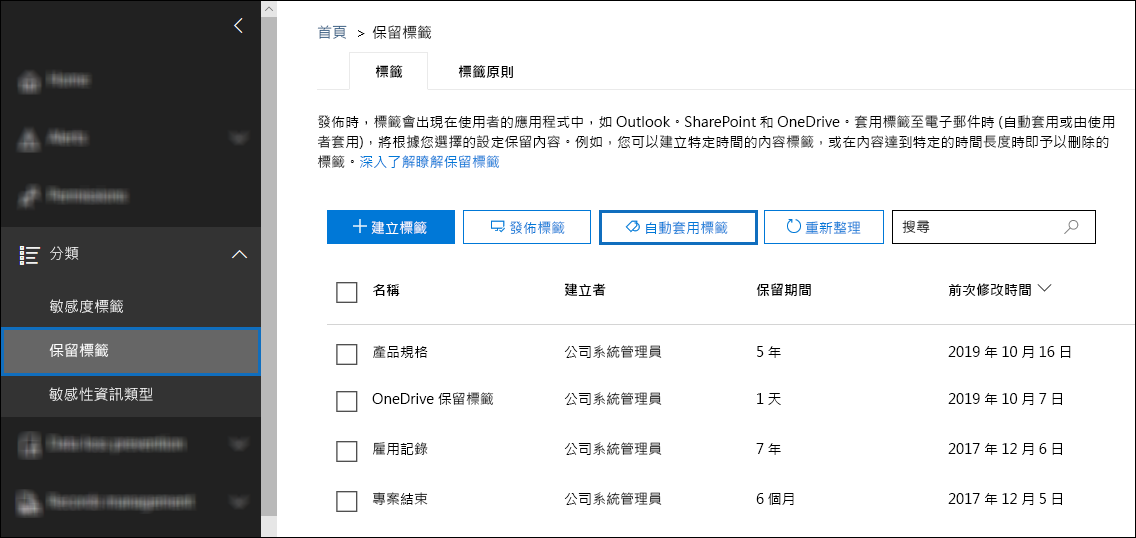 首頁 > 保留標籤
標籤 標籤原則
發佈時，標籤會出現在使用者的應用程式中，如 Outlook。SharePoint 和 OneDrive。套用標籤至電子郵件時 (自動套用或由使用
者套用)，將根據您選擇的設定保留內容。例如，您可以建立特定時間的內容標籤，或在內容達到特定的時間長度時即予以刪除的
標籤。深入了解瞭解保留標籤
建立標籤 發佈標籤 自動套用標籤 重新整理 搜尋
名稱 建立者 保留期間 前次修改時間
產品規格 公司系統管理員 5 年 2019 年 10 月 16 日
OneDrive 保留標籤 公司系統管理員 1 天 2019 年 10 月 7 日
雇用記錄 公司系統管理員 7 年 2017 年 12 月 6 日
專案結束 公司系統管理員 6 個月 2017 年 12 月 5 日
Home
Alerts
Permissions
分類
敏感度標籤
保留標籤
敏感性資訊類型
Data loss prevention
Records management